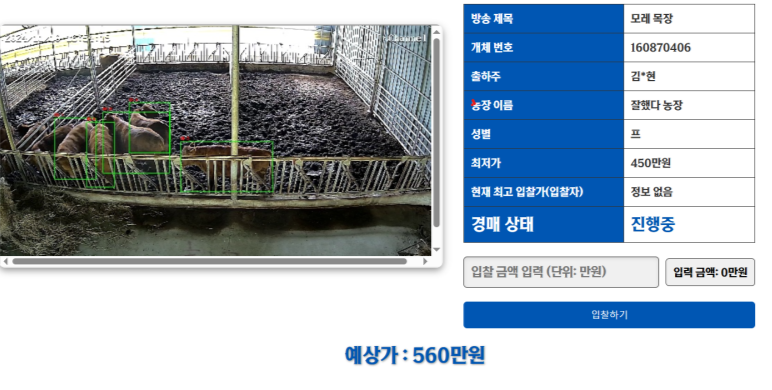 방송 제목 모레 목장
개체 번호 160870406
출하주 김*현
농장 이름 잘했다 농장
성별 프
최저가 450만원
현재 최고 입찰가(입찰자) 정보 없음
경매 상태 진행중
입찰 금액 입력 (단위: 만원) 입력 금액: 0만원
입찰하기
예상가 : 560만원